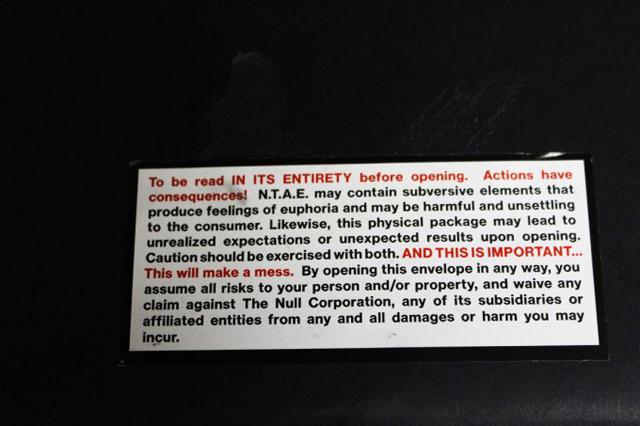 To be read IN ITS ENTIRETY before opening. Actions have
consequences! N.T.A.E. may contain subversive elements that
produce feelings of euphoria and may be harmful and unsettling
to the consumer. Likewise, this physical package may lead to
unrealized expectations or unexpected results upon opening.
Caution should be exercised with both. AND THIS IS IMPORTANT...
This will make a mess. By opening this envelope in any way, you
assume all risks to your person and/or property, and waive any
claim against The Null Corporation, any of its subsidiaries or
affiliated entities from any and all damages or harm you may
incur.